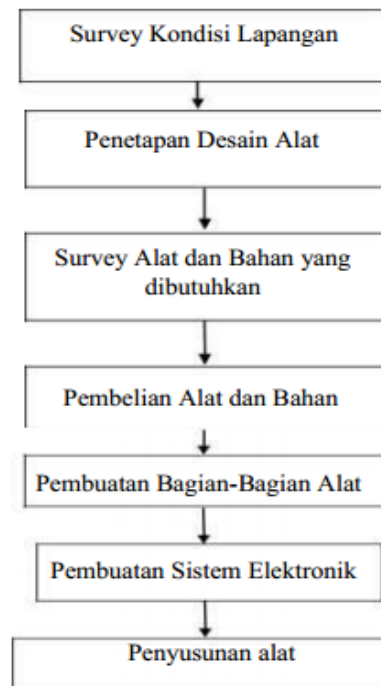 Survey Kondisi Lapangan
Penetapan Desain Alat
Survey Alat dan Bahan yang
dibutuhkan
Pembelian Alat dan Bahan
Pembuatan Bagian-Bagian Alat
Pembuatan Sistem Elektronik
Penyusunan alat